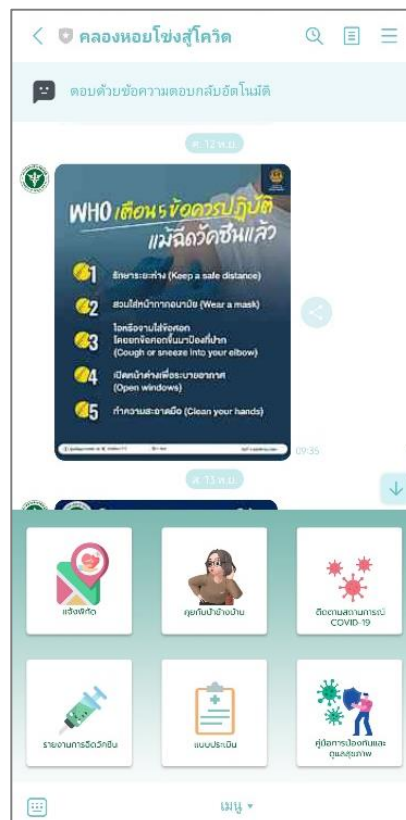 คลองหอยโข่งสู้โควิด
ตอบด้วยข้อความตอบกลับอัตโนมัติ
ศ. 12 พ.ย.
WHO เตือน 5 ข้อควรปฏิบัติ
แม้ฉีดวัคซีนแล้ว
1 รักษาระยะห่าง (Keep a safe distance)
2 สวมใส่หน้ากากอนามัย (Wear a mask)
3 ไอหรือจามใส่ข้อศอก
โดยยกข้อศอกขึ้นมาป้องที่ปาก
(Cough or sneeze into your elbow)
4 เปิดหน้าต่างเพื่อระบายอากาศ
(Open windows)
5 ทำความสะอาดมือ (Clean your hands)
09:35
ส. 13 พ.ย.
แจ้งพิกัด
คุยกับป้าข้างบ้าน
ติดตามสถานการณ์
COVID-19
รายงานการฉีดวัคซีน
แบบประเมิน
คู่มือการป้องกันและ
ดูแลสุขภาพ
เมนู